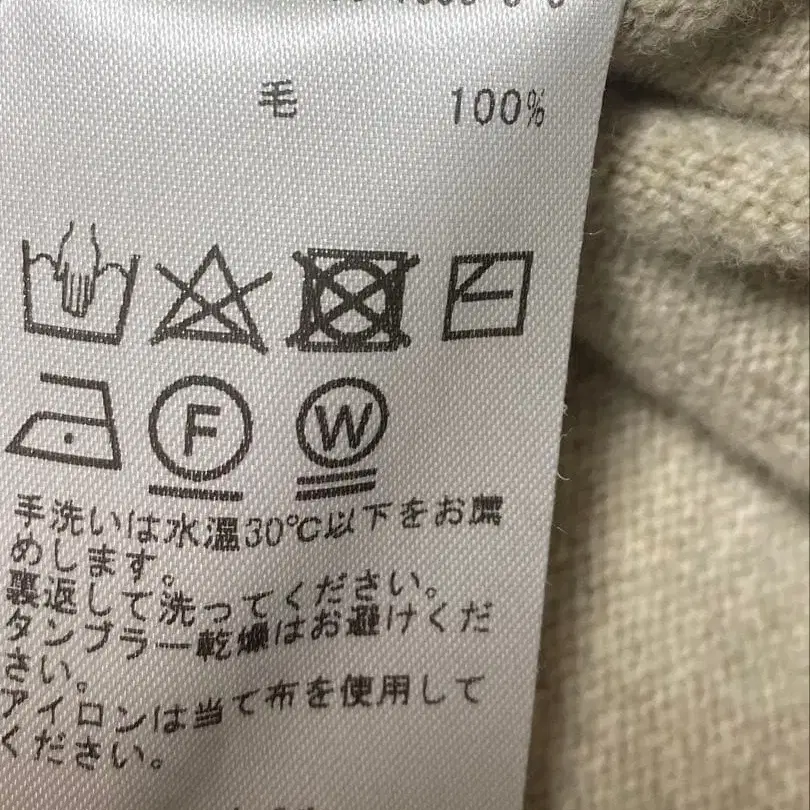 毛 100%
F W
手洗いは水温30℃以下をお薦
めします。
裏返して洗ってください。
タンブラー乾燥はお避けくだ
さい。
アイロンは当て布を使用して
ください。